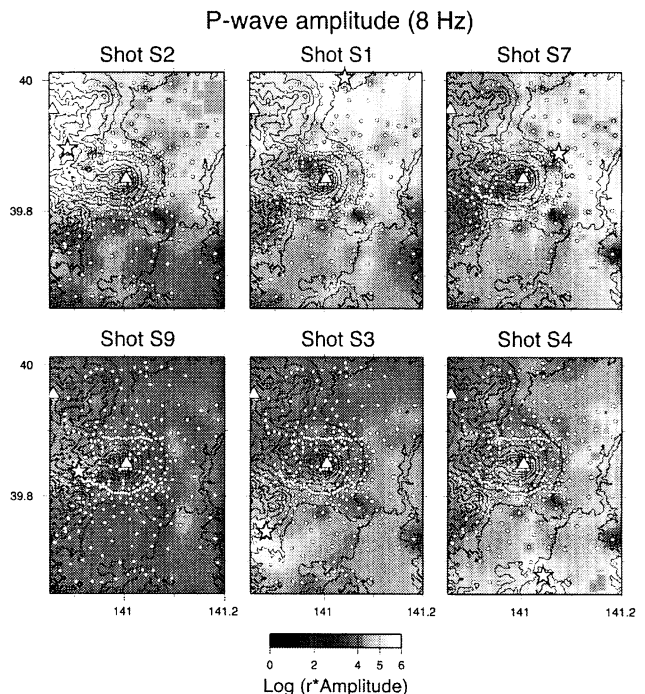 P-wave amplitude (8 Hz)
Shot S2 Shot S1 Shot S7
40
39.8
Shot S9 Shot S3 Shot S4
40
39.8
141 141.2 141 141.2 141 141.2
0 2 4 5 6
Log (r*Amplitude)